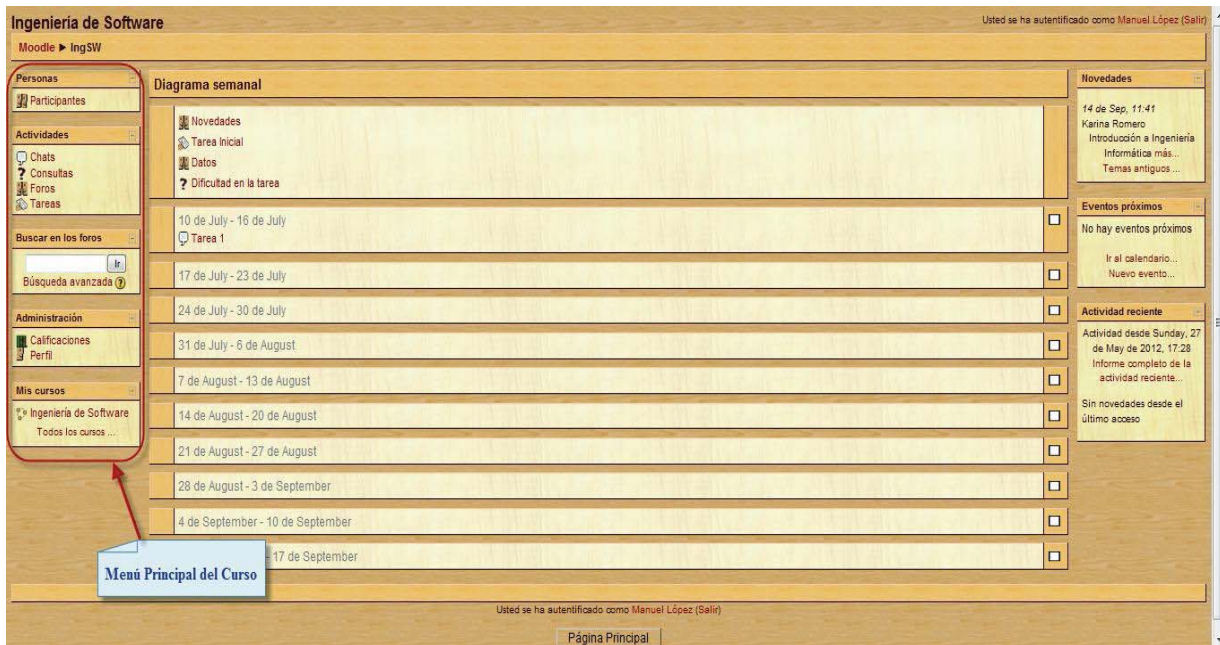 Ingeniería de Software
Usted se ha autentificado como Manuel López (Salir)
Moodle ▶ IngSW
Personas
Participantes
Actividades
Chats
Consultas
Foros
Tareas
Buscar en los foros
Ir
Búsqueda avanzada ?
Administración
Calificaciones
Perfil
Mis cursos
Ingeniería de Software
Todos los cursos ...
Menú Principal del Curso
Diagrama semanal
Novedades
Tarea Inicial
Datos
? Dificultad en la tarea
10 de July - 16 de July
Tarea 1
17 de July - 23 de July
24 de July - 30 de July
31 de July - 6 de August
7 de August - 13 de August
14 de August - 20 de August
21 de August - 27 de August
28 de August - 3 de September
4 de September - 10 de September
- 17 de September
Novedades
14 de Sep, 11:41
Karina Romero
Introducción a Ingeniería
Informática más...
Temas antiguos ...
Eventos próximos
No hay eventos próximos
Ir al calendario...
Nuevo evento...
Actividad reciente
Actividad desde Sunday, 27
de May de 2012, 17:28
Informe completo de la
actividad reciente...
Sin novedades desde el
último acceso
Usted se ha autentificado como Manuel López (Salir)
Página Principal